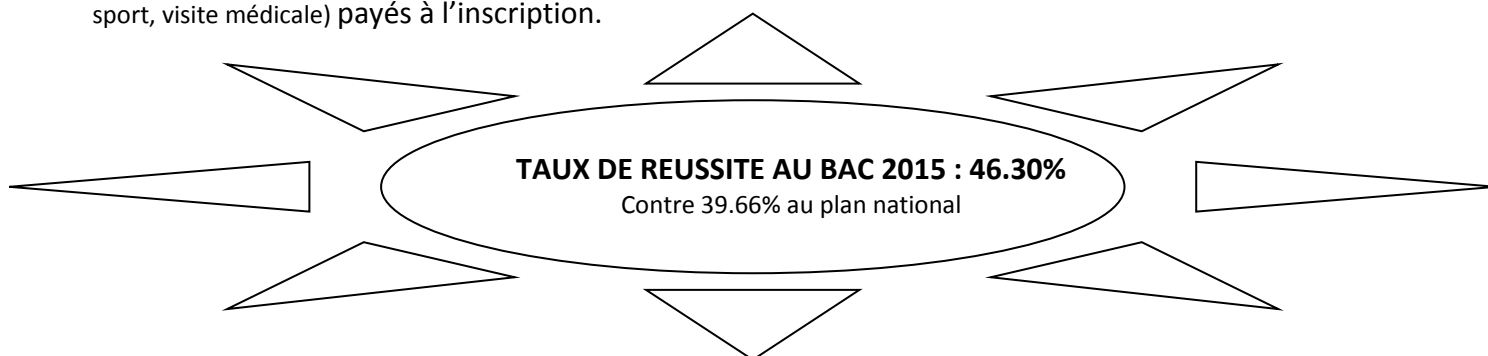 sport, visite médicale) payés à l’inscription.
TAUX DE REUSSITE AU BAC 2015 : 46.30%
Contre 39.66% au plan national